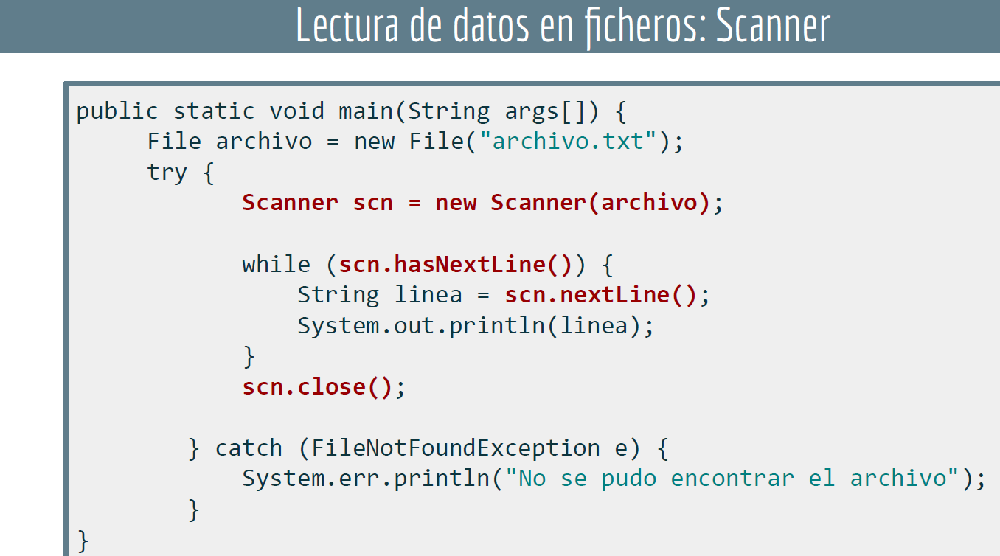 Lectura de datos en ficheros: Scanner
public static void main(String args[]) {
File archivo = new File("archivo.txt");
try {
Scanner scn = new Scanner(archivo);
while (scn.hasNextLine()) {
String linea = scn.nextLine();
System.out.println(linea);
}
scn.close();
} catch (FileNotFoundException e) {
System.err.println("No se pudo encontrar el archivo");
}
}